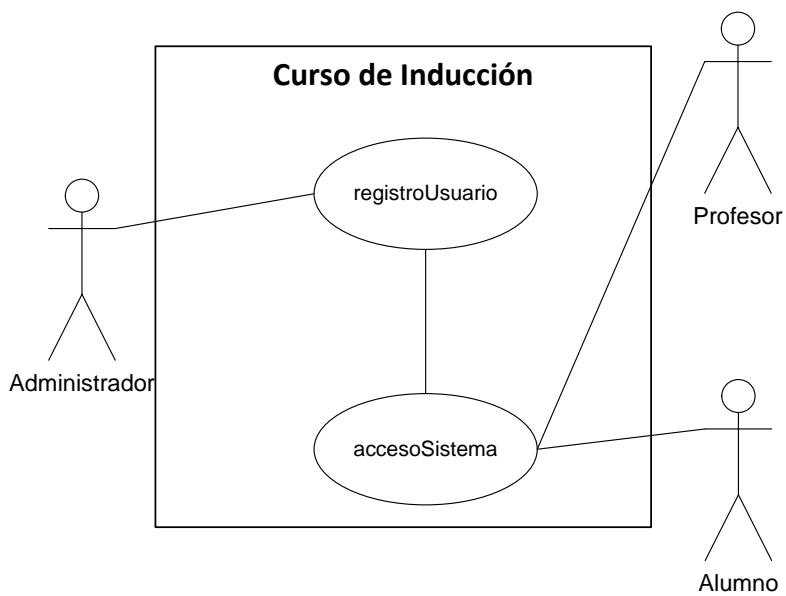 Curso de Inducción
registroUsuario
Profesor
Administrador
accesoSistema
Alumno